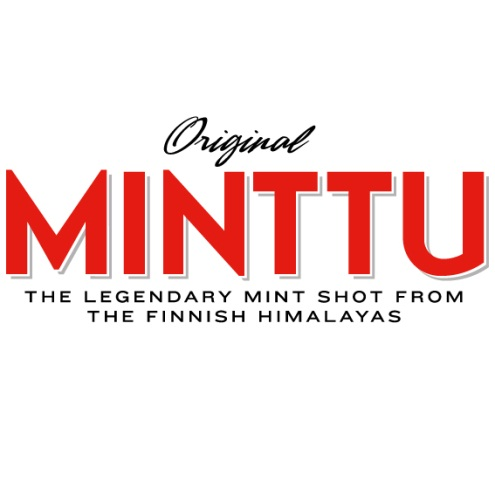 Original
MINTTU
THE LEGENDARY MINT SHOT FROM
THE FINNISH HIMALAYAS